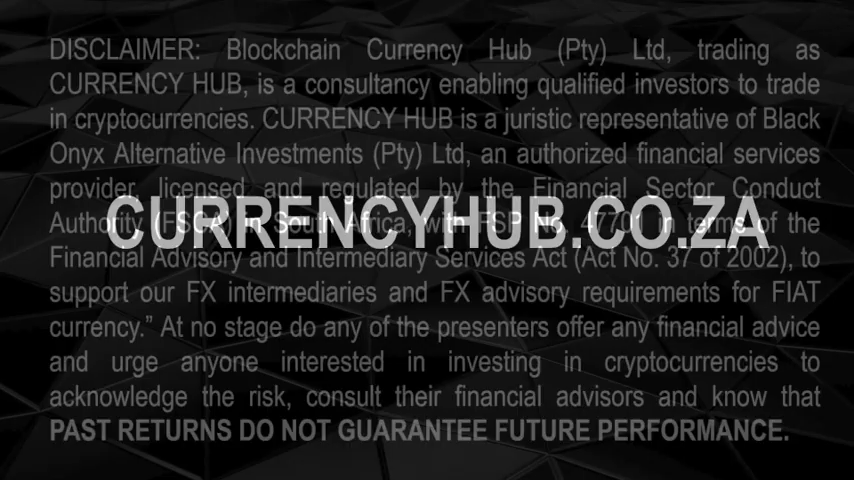 DISCLAIMER: Blockchain Currency Hub (Pty) Ltd, trading as
CURRENCY HUB, is a consultancy enabling qualified investors to trade
in cryptocurrencies. CURRENCY HUB is a juristic representative of Black
Onyx Alternative Investments (Pty) Ltd, an authorized financial services
provider, licensed and regulated by the Financial Sector Conduct
Authority (FSCA) in South Africa, with FSP No. in terms of the
CURRENCYHUB.CO.ZA
Financial Advisory and Intermediary Services Act (Act No. 37 of 2002), to
support our FX intermediaries and FX advisory requirements for FIAT
currency.” At no stage do any of the presenters offer any financial advice
and urge anyone interested in investing in cryptocurrencies to
acknowledge the risk, consult their financial advisors and know that
PAST RETURNS DO NOT GUARANTEE FUTURE PERFORMANCE.